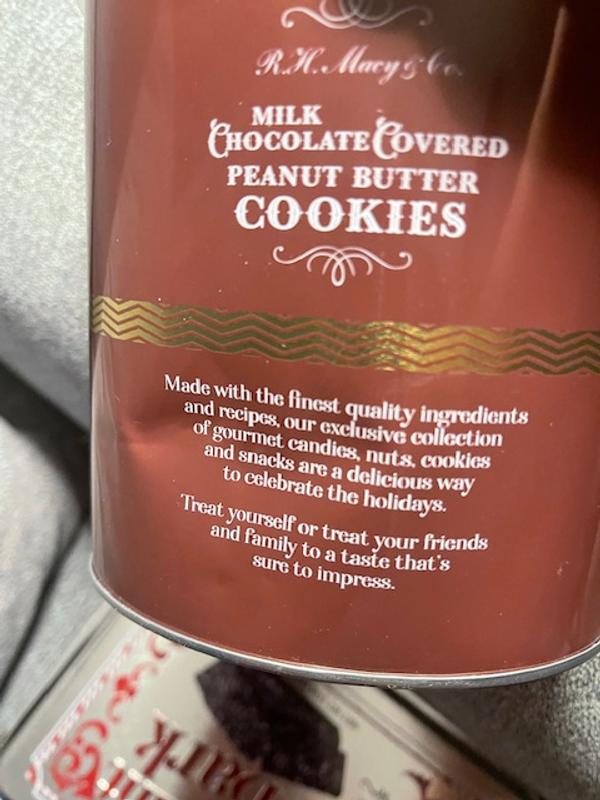 R.H. Macy & Co.
MILK
CHOCOLATE COVERED
PEANUT BUTTER
COOKIES
Made with the finest quality ingredients
and recipes, our exclusive collection
of gourmet candies, nuts, cookies
and snacks are a delicious way
to celebrate the holidays.
Treat yourself or treat your friends
and family to a taste that's
sure to impress.
Dark